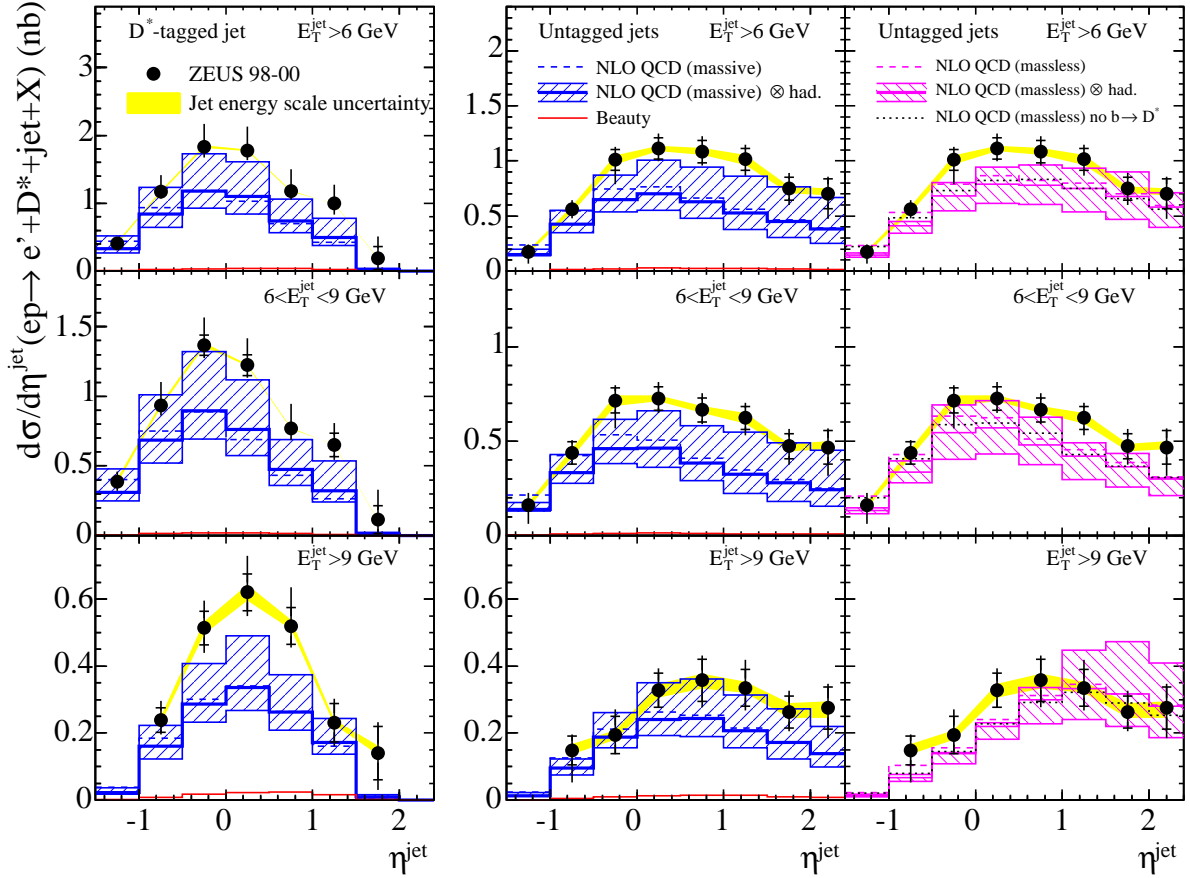 dσ/dη^jet (ep→ e'+D*+jet+X) (nb)
D*-tagged jet E_T^jet>6 GeV
ZEUS 98-00
Jet energy scale uncertainty
0
1
2
3
Untagged jets E_T^jet>6 GeV
NLO QCD (massive)
NLO QCD (massive) ⊗ had.
Beauty
0
0.5
1
1.5
2
Untagged jets E_T^jet>6 GeV
NLO QCD (massless)
NLO QCD (massless) ⊗ had.
NLO QCD (massless) no b→ D*
6<E_T^jet<9 GeV
0
0.5
1
1.5
6<E_T^jet<9 GeV
0
0.5
1
6<E_T^jet<9 GeV
E_T^jet>9 GeV
0
0.2
0.4
0.6
E_T^jet>9 GeV
0
0.2
0.4
0.6
E_T^jet>9 GeV
-1 0 1 2
-1 0 1 2
-1 0 1 2
η^jet
η^jet
η^jet